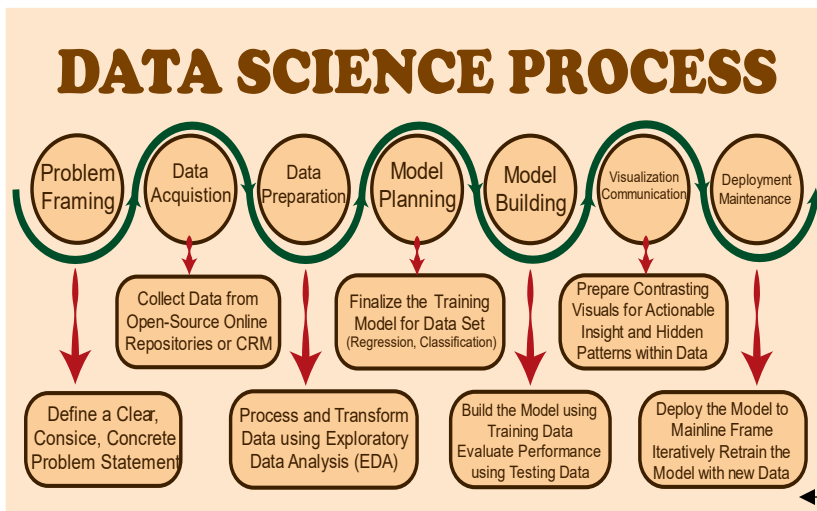 DATA SCIENCE PROCESS
Problem
Framing
Data
Acquistion
Data
Preparation
Model
Planning
Model
Building
Visualization
Communication
Deployment
Maintenance
Collect Data from
Open-Source Online
Repositories or CRM
Finalize the Training
Model for Data Set
(Regression, Classification)
Prepare Contrasting
Visuals for Actionable
Insight and Hidden
Patterns within Data
Define a Clear,
Consice, Concrete
Problem Statement
Process and Transform
Data using Exploratory
Data Analysis (EDA)
Build the Model using
Training Data
Evaluate Performance
using Testing Data
Deploy the Model to
Mainline Frame
Iteratively Retrain the
Model with new Data